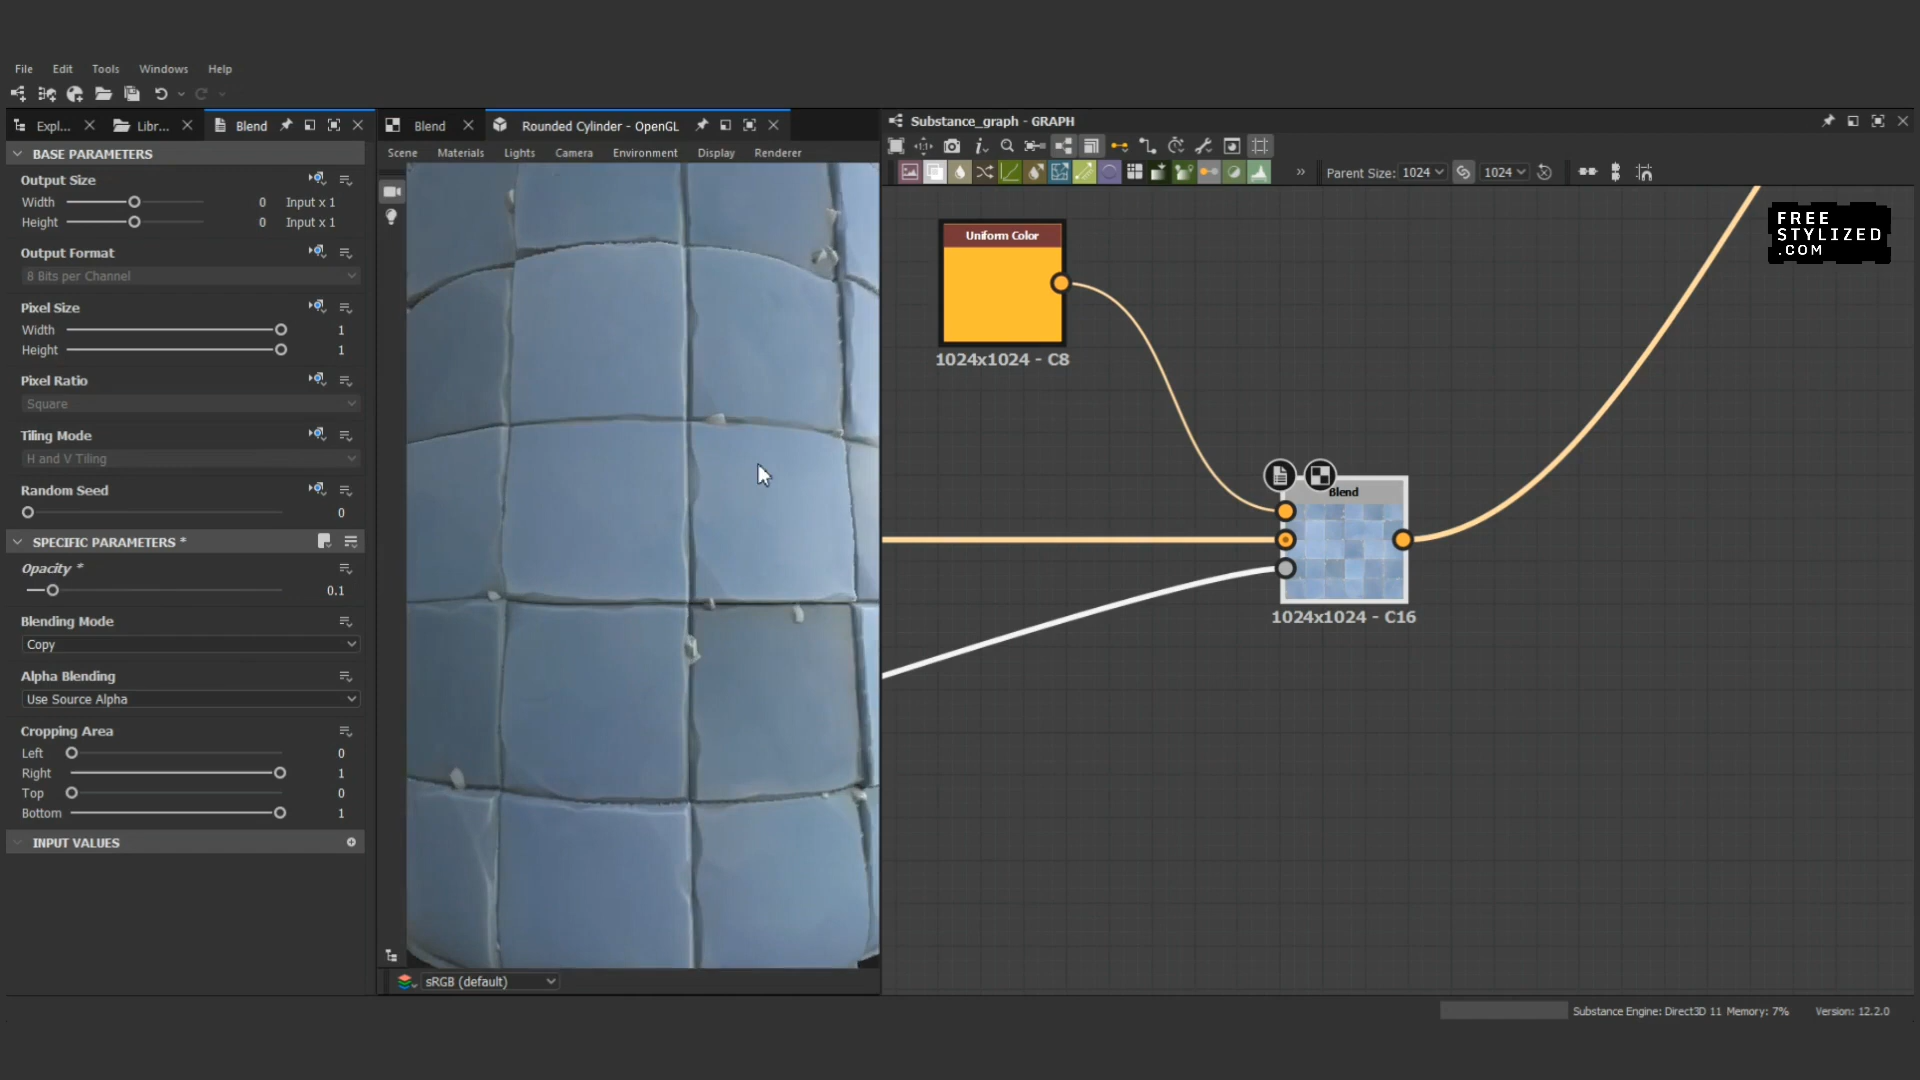 File Edit Tools Windows Help
Expl... Libr... Blend
BASE PARAMETERS
Output Size
Width 0 Input x 1
Height 0 Input x 1
Output Format
8 Bits per Channel
Pixel Size
Width 1
Height 1
Pixel Ratio
Square
Tiling Mode
H and V Tiling
Random Seed
0
SPECIFIC PARAMETERS *
Opacity *
0.1
Blending Mode
Copy
Alpha Blending
Use Source Alpha
Cropping Area
Left 0
Right 1
Top 0
Bottom 1
INPUT VALUES
Blend Rounded Cylinder - OpenGL
Scene Materials Lights Camera Environment Display Renderer
sRGB (default)
Substance_graph - GRAPH
Parent Size: 1024 1024
FREE
STYLIZED
.COM
Uniform Color
1024x1024 - C8
Blend
1024x1024 - C16
Substance Engine: Direct3D 11 Memory: 7% Version: 12.2.0